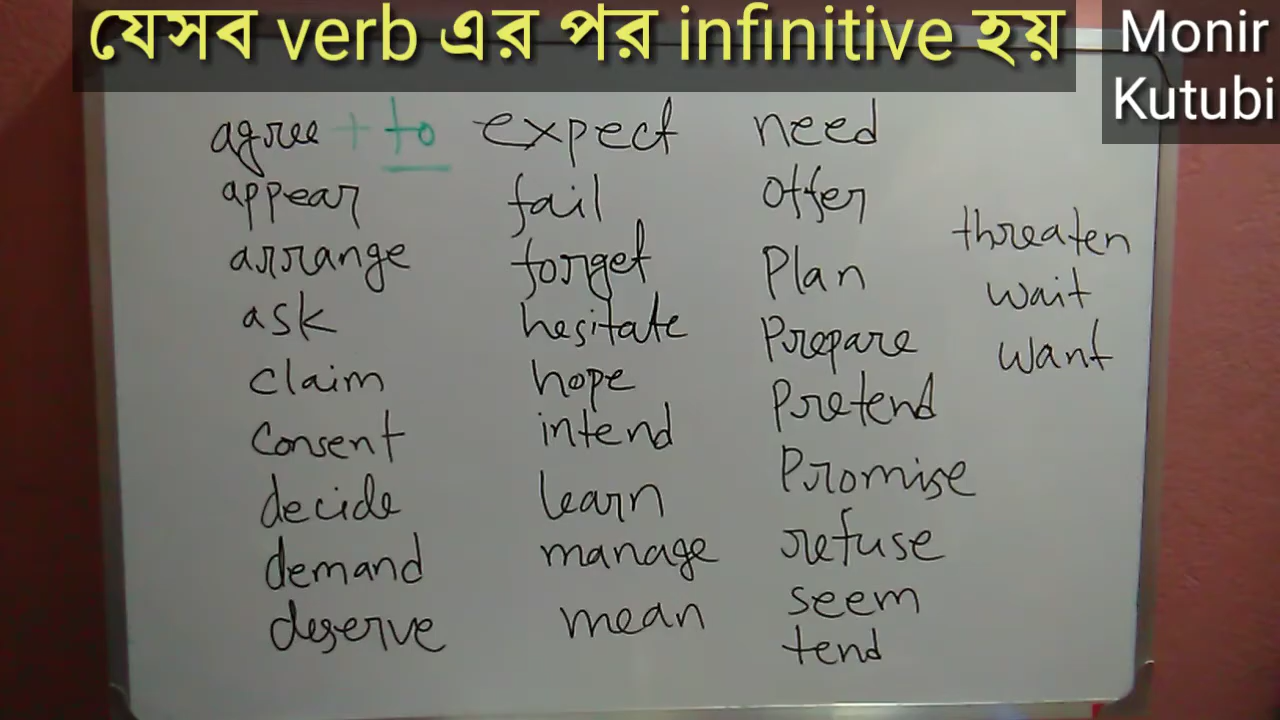 যেসব verb এর পর infinitive হয়
Monir
Kutubi
agree + to
appear
arrange
ask
claim
consent
decide
demand
deserve
expect
fail
forget
hesitate
hope
intend
learn
manage
mean
need
offer
Plan
Prepare
Pretend
Promise
refuse
seem
tend
threaten
wait
want